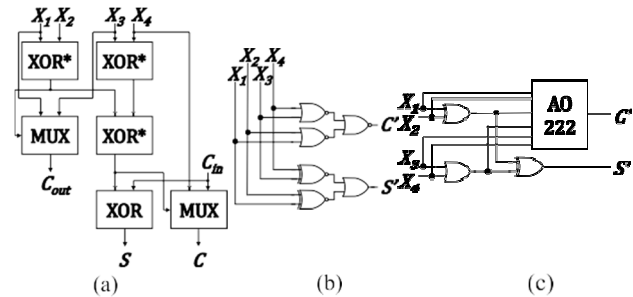 X1 X2 X3 X4
XOR* XOR*
MUX XOR*
Cout Cin
XOR MUX
S C
(a)
X4
X2
X3
X1
C'
S'
(b)
X1
X2
X3
X4
AO
222
C'
S'
(c)